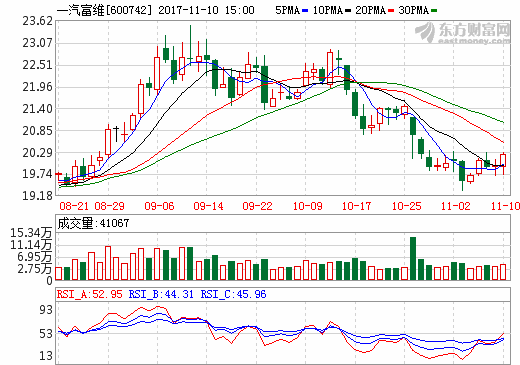 一汽富维[600742] 2017-11-10 15:00 5PMA 10PMA 20PMA 30PMA
东方财富网
eastmoney.com
23.62
23.07
22.51
21.96
21.40
20.85
20.29
19.74
19.18
08-21 08-29 09-06 09-14 09-22 10-09 10-17 10-25 11-02 11-10
成交量:41067
15.34万
11.14万
6.95万
2.75万
RSI_A:52.95 RSI_B:44.31 RSI_C:45.96
93
53
13